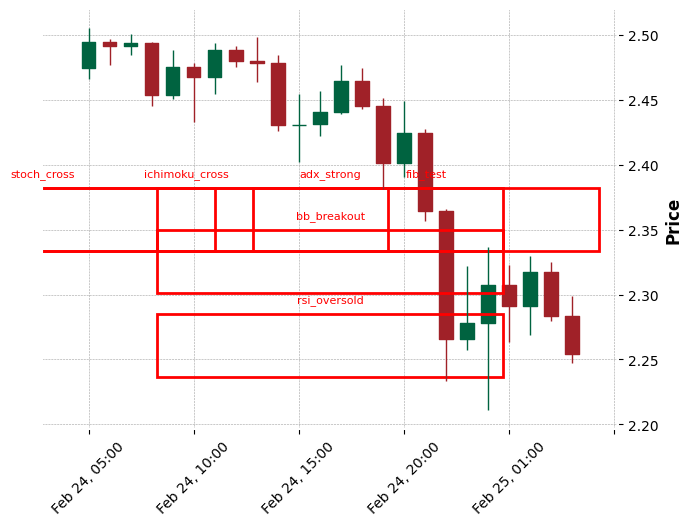 2.50
2.45
2.40
stoch_cross ichimoku_cross adx_strong fib_test
2.35
bb_breakout
2.30
rsi_oversold
2.25
2.20
Price
Feb 24, 05:00 Feb 24, 10:00 Feb 24, 15:00 Feb 24, 20:00 Feb 25, 01:00